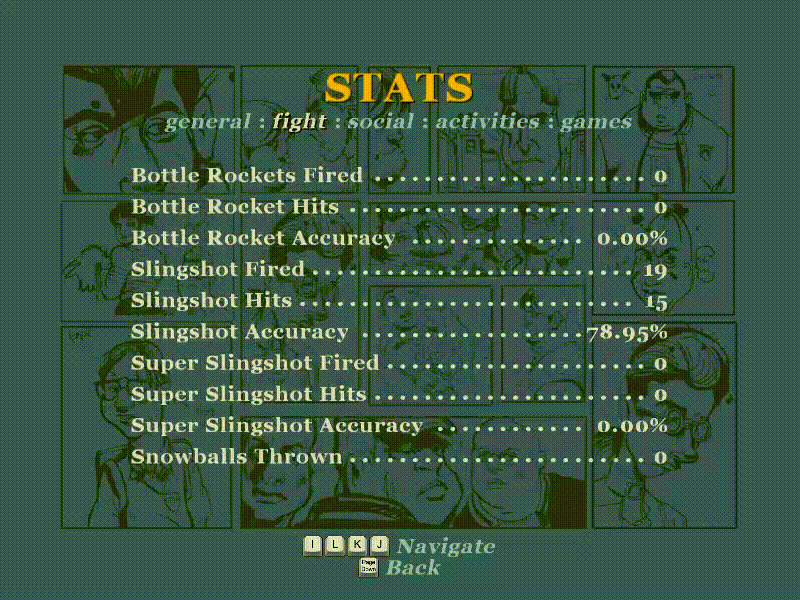 STATS
general : fight : social : activities : games
Bottle Rockets Fired ...................... 0
Bottle Rocket Hits ........................ 0
Bottle Rocket Accuracy .............. 0.00%
Slingshot Fired .......................... 19
Slingshot Hits ........................... 15
Slingshot Accuracy ..................78.95%
Super Slingshot Fired ..................... 0
Super Slingshot Hits ...................... 0
Super Slingshot Accuracy ............ 0.00%
Snowballs Thrown ........................ 0
I L K J Navigate
Page Down Back